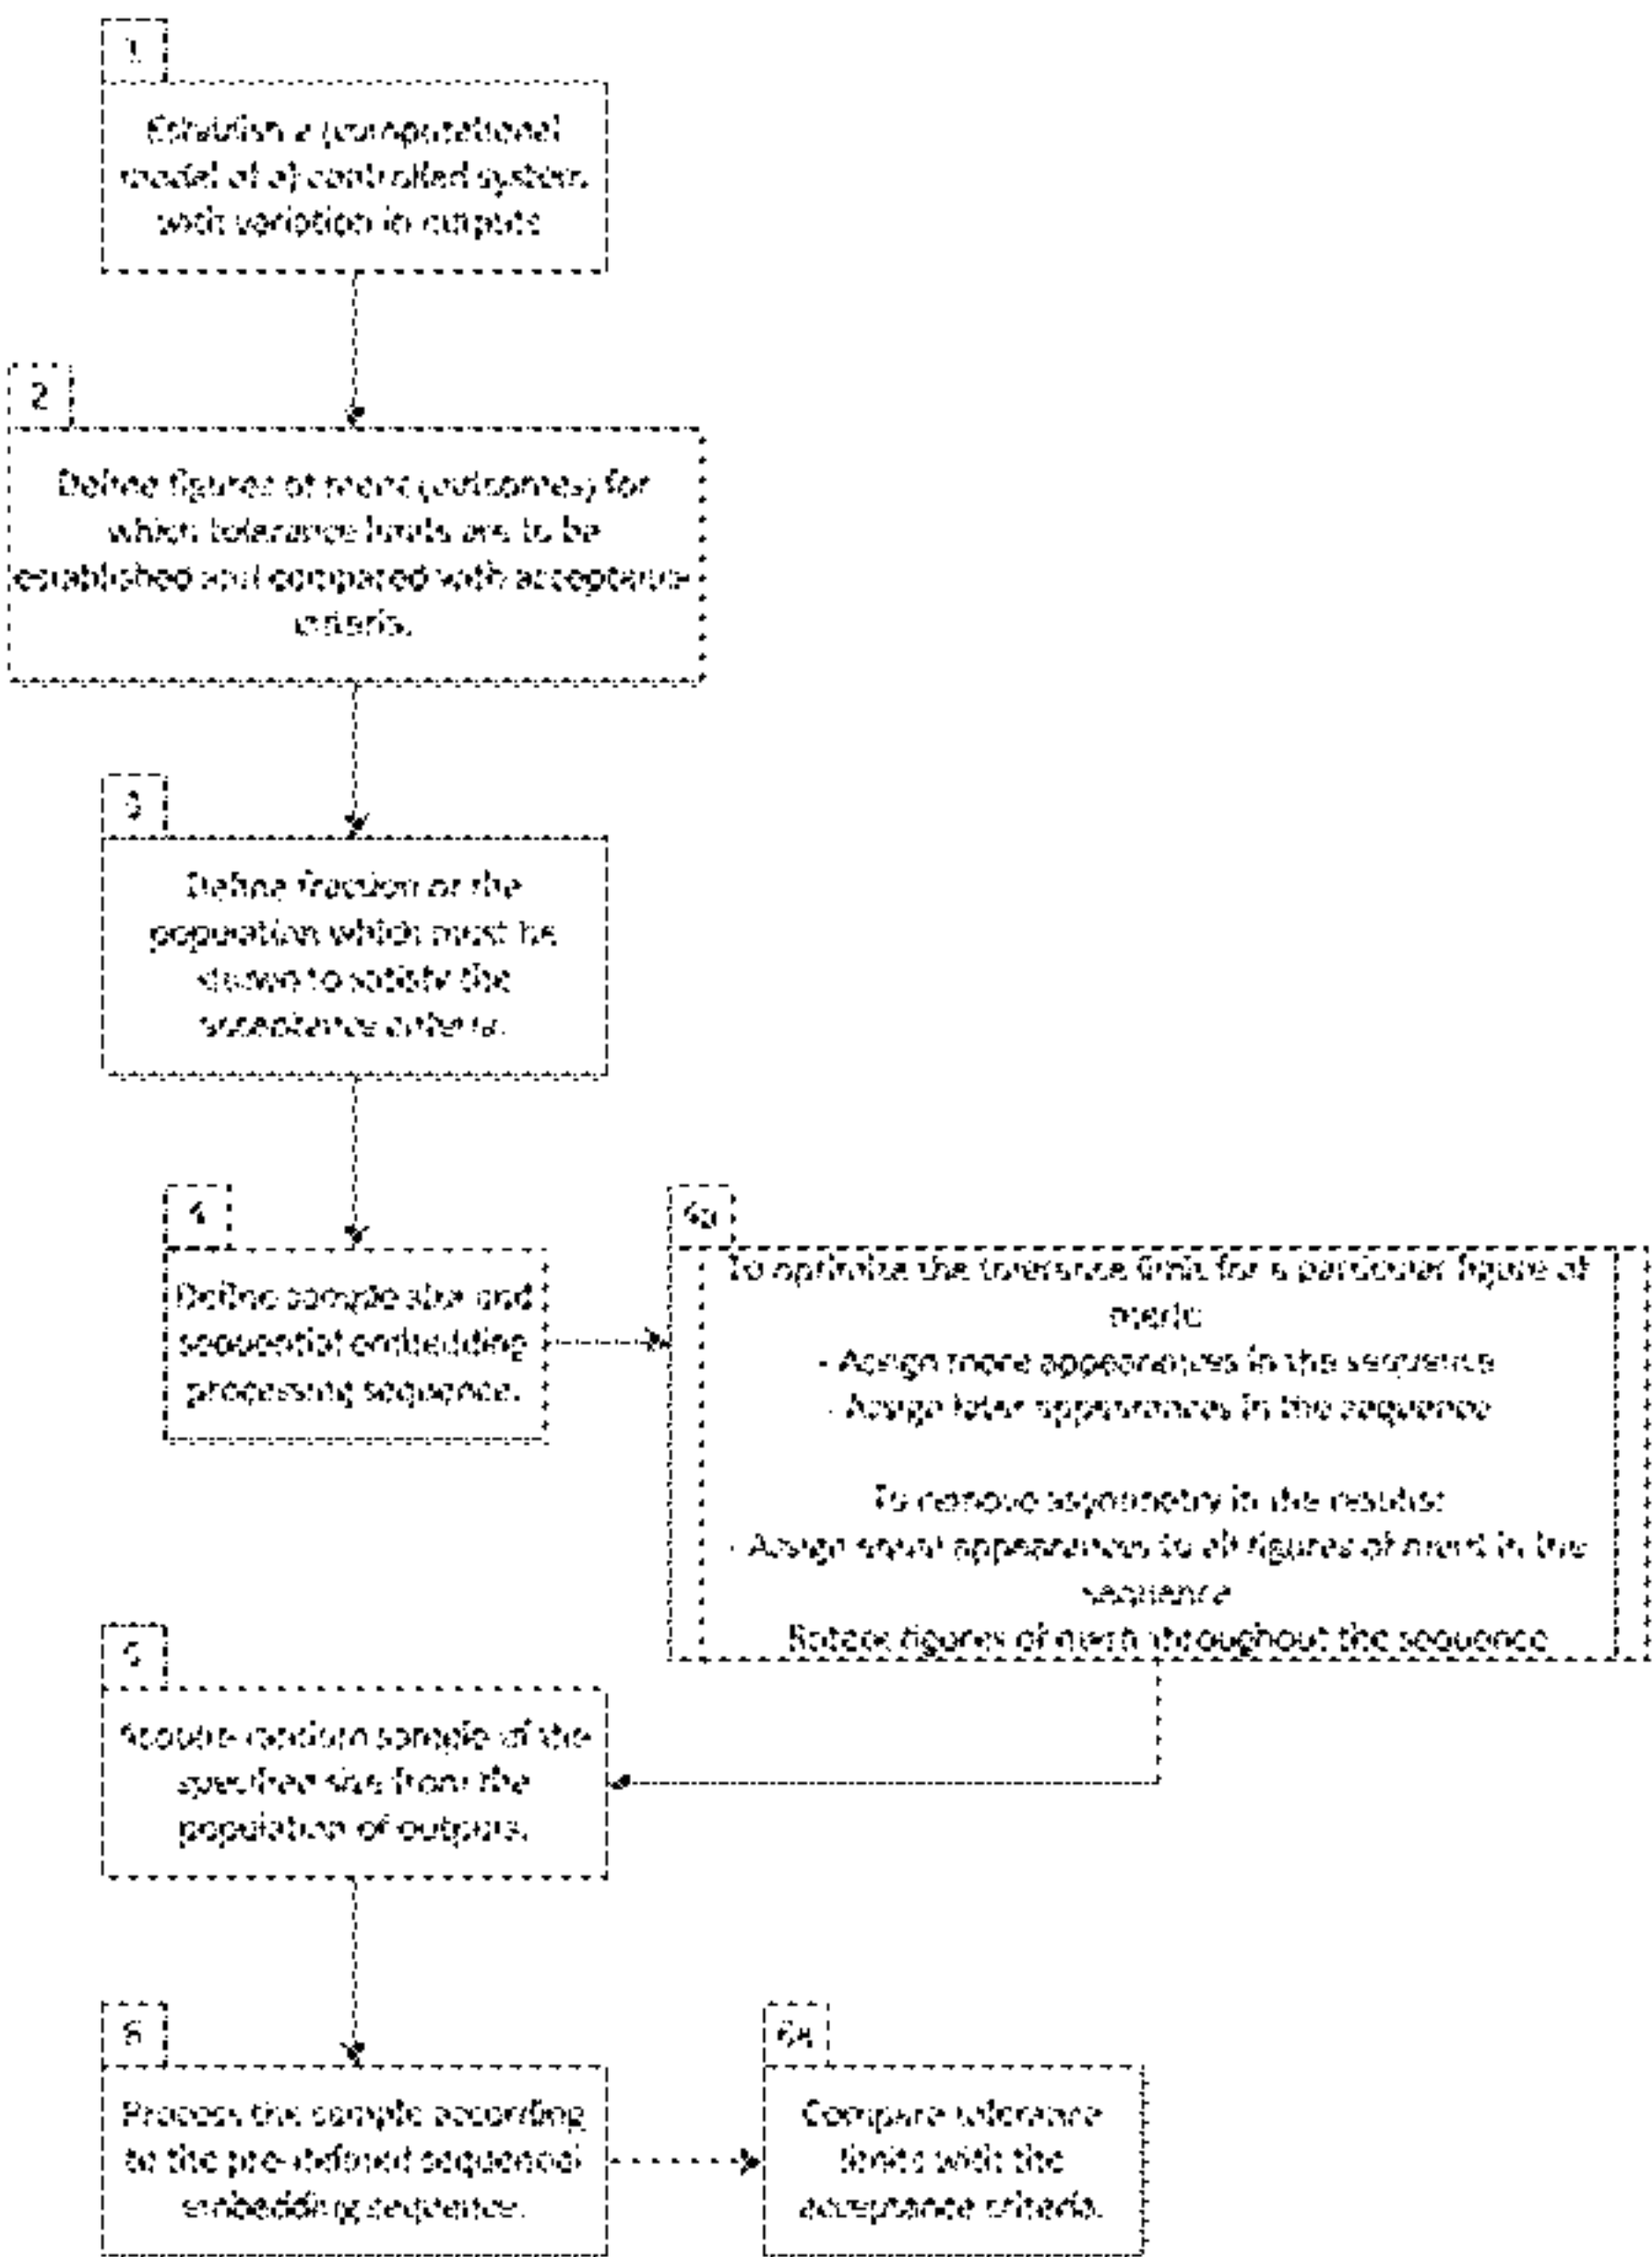 1
Establish a (computational
model of a) controlled system
with variation in outputs
2
Define figures of merit (outcomes) for
which tolerance limits are to be
established and compared with acceptance
criteria.
3
Define fraction of the
population which must be
shown to satisfy the
acceptance criteria.
4
Define sample size and
sequential embedding
processing sequence.
To optimize the tolerance limit for a particular figure of
merit:
- Assign more appearances in the sequence
- Assign later appearances in the sequence
To remove asymmetry in the results:
- Assign equal appearances to all figures of merit in the
sequence
Rotate figures of merit throughout the sequence
5
random sample of the
specified size from the
population of outputs.
6
Process the sample according
to the pre-defined sequential
embedding sequence.
6a
Compare tolerance
limits with the
acceptance criteria.